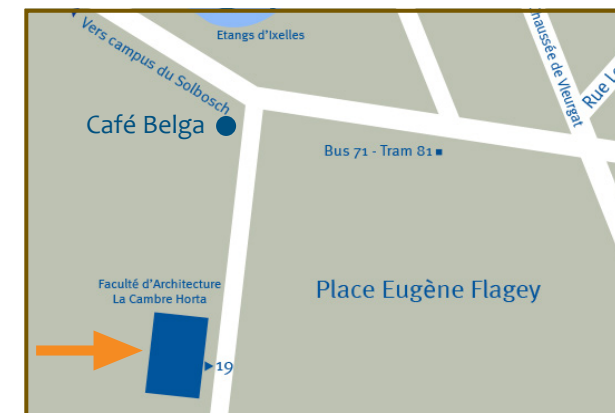 Etangs d'Ixelles
Vers campus du Solbosch
Chaussée de Vleurgat
Café Belga
Bus 71 - Tram 81
Place Eugène Flagey
Faculté d'Architecture
La Cambre Horta
19
Rue